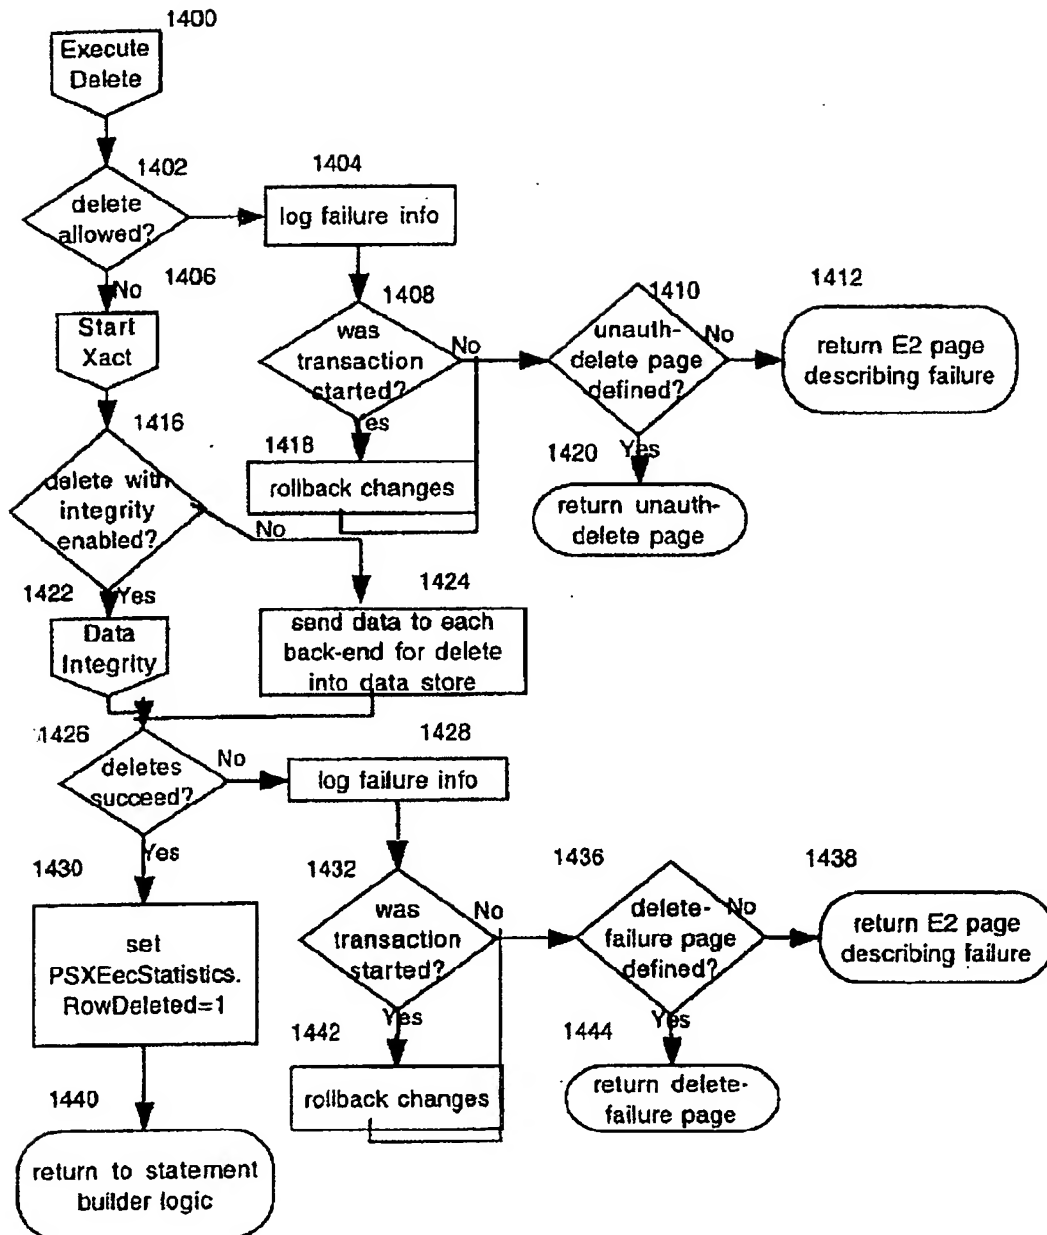 1400
Execute
Delete
1402
delete
allowed?
1404
log failure info
No
1406
Start
Xact
1408
was
transaction
started?
No
Yes
1410
unauth-
delete page
defined?
No
1412
return E2 page
describing failure
1416
delete with
integrity
enabled?
No
1418
rollback changes
1420
Yes
return unauth-
delete page
1422
Yes
Data
Integrity
1424
send data to each
back-end for delete
into data store
1426
deletes
succeed?
No
1428
log failure info
Yes
1430
set
PSXEecStatistics.
RowDeleted=1
1432
was
transaction
started?
No
1436
delete-
failure page
defined?
No
1438
return E2 page
describing failure
Yes
1442
rollback changes
Yes
1444
return delete-
failure page
1440
return to statement
builder logic